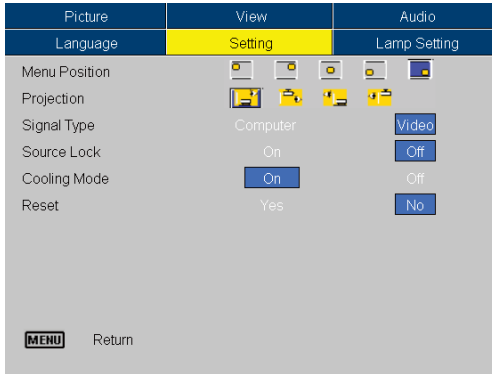 Picture View Audio
Language Setting Lamp Setting
Menu Position
Projection
Signal Type Computer Video
Source Lock On Off
Cooling Mode On Off
Reset Yes No
MENU Return